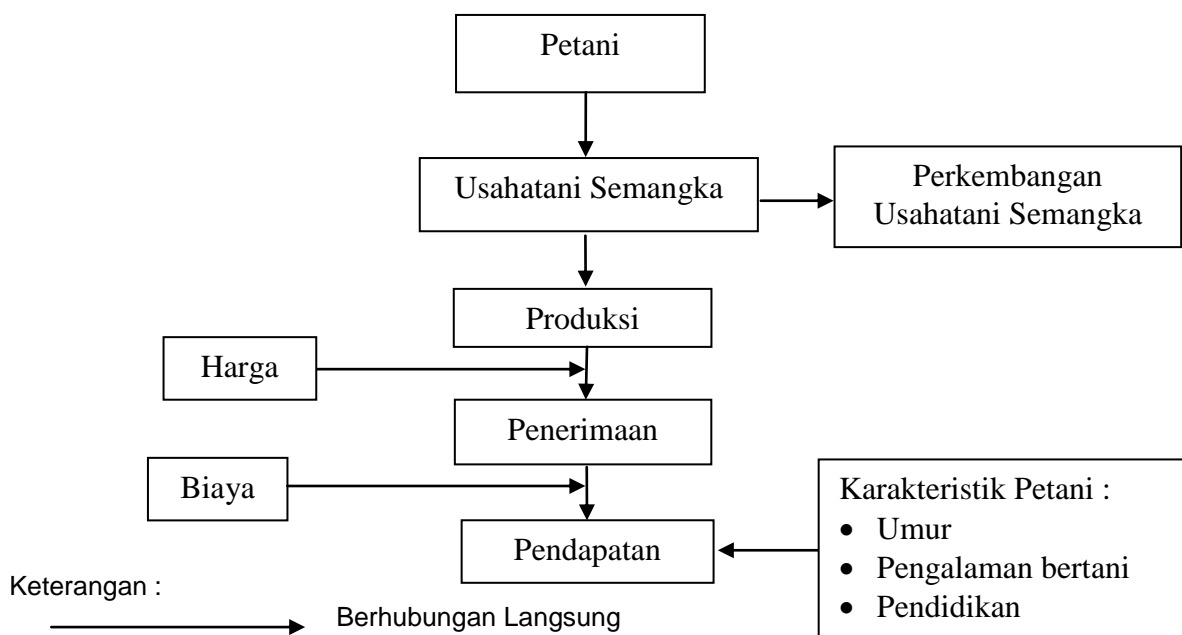 Petani
Usahatani Semangka
Perkembangan
Usahatani Semangka
Produksi
Harga
Penerimaan
Biaya
Karakteristik Petani :
• Umur
• Pengalaman bertani
• Pendidikan
Pendapatan
Keterangan :
Berhubungan Langsung